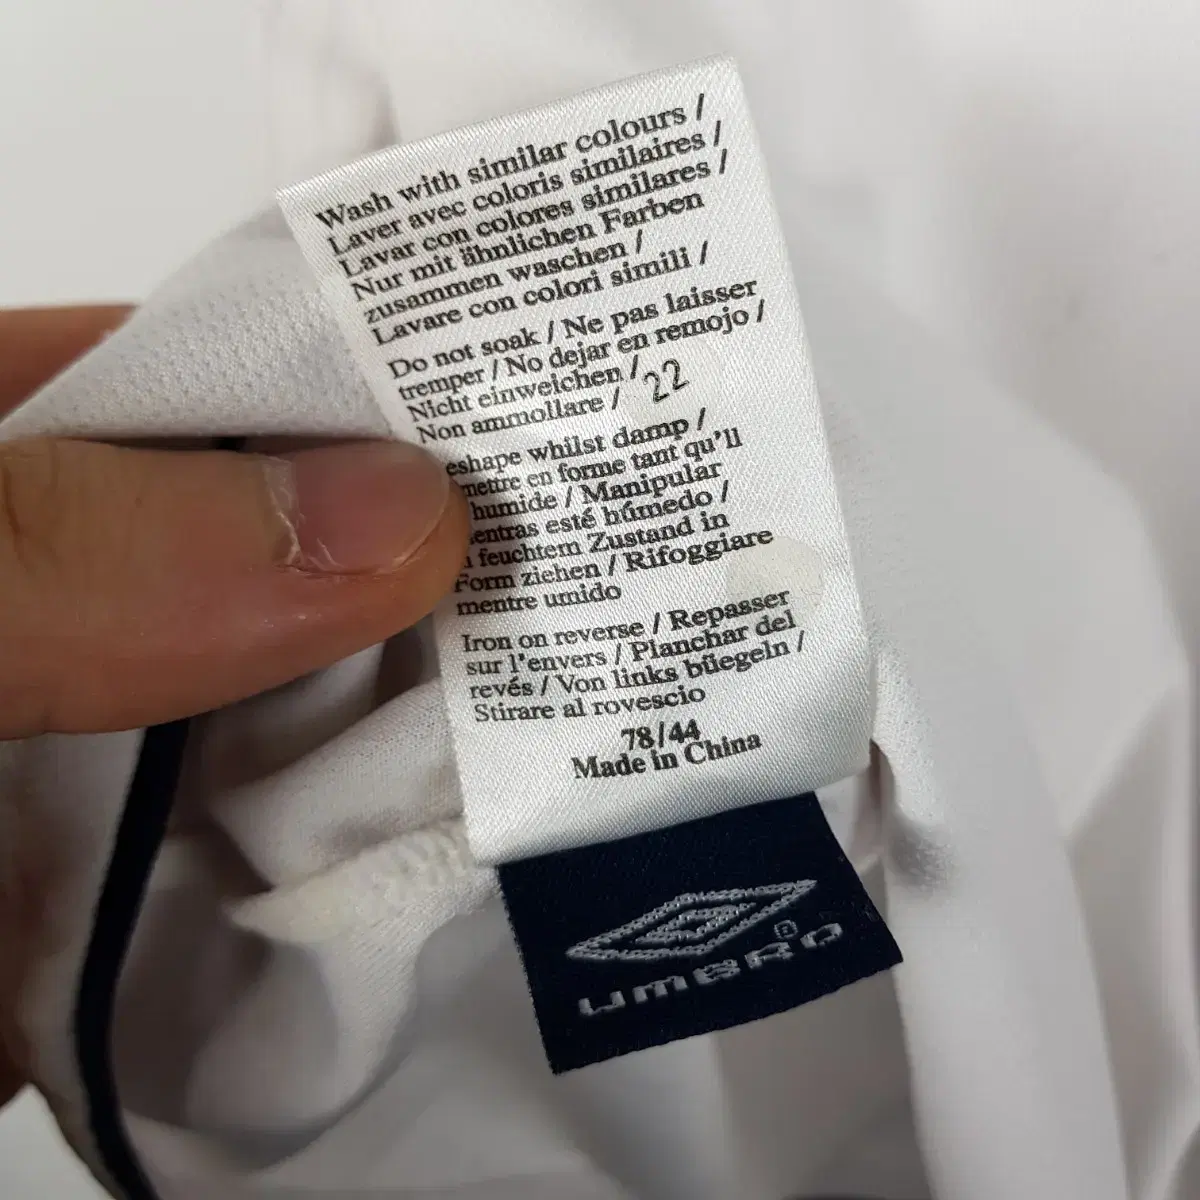 Wash with similar colours /
Laver avec coloris similaires /
Lavar con colores similares /
Nur mit ähnlichen Farben
zusammen waschen /
Lavare con colori simili /
Do not soak / Ne pas laisser
tremper / No dejar en remojo /
Nicht einweichen /
Non ammollare /
22
eshape whilst damp /
mettre en forme tant qu'il
humide / Manipular
entras esté húmedo /
feuchtem Zustand in
Form ziehen / Rifoggiare
mentre umido
Iron on reverse / Repasser
sur l'envers / Planchar del
revés / Von links büegeln /
Stirare al rovescio
78/44
Made in China
UMBRO